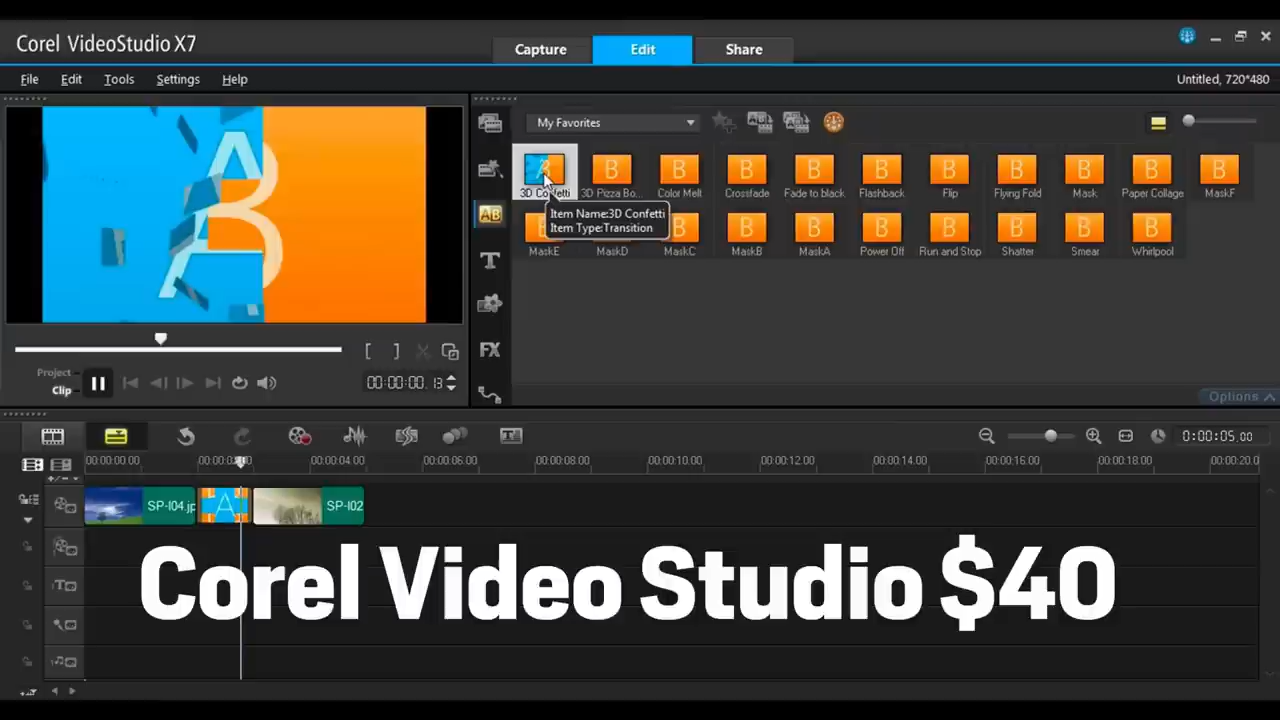 Corel VideoStudio X7
Capture
Edit
Share
File Edit Tools Settings Help
Untitled, 720*480
My Favorites
3D Confetti
3D Pizza Bo...
Color Melt
Crossfade
Fade to black
Flashback
Flip
Flying Fold
Mask
Paper Collage
MaskF
Item Name:3D Confetti
Item Type:Transition
MaskE
MaskD
MaskC
MaskB
MaskA
Power Off
Run and Stop
Shatter
Smear
Whirlpool
Project
Clip
00:00:00. 13
FX
Options
0:00:05.00
00:00:00.00
00:00:04.00
00:00:06.00
00:00:08.00
00:00:10.00
00:00:12.00
00:00:14.00
00:00:16.00
00:00:18.00
00:00:20.0
SP-I04.jp
A
SP-I02
Corel Video Studio $40